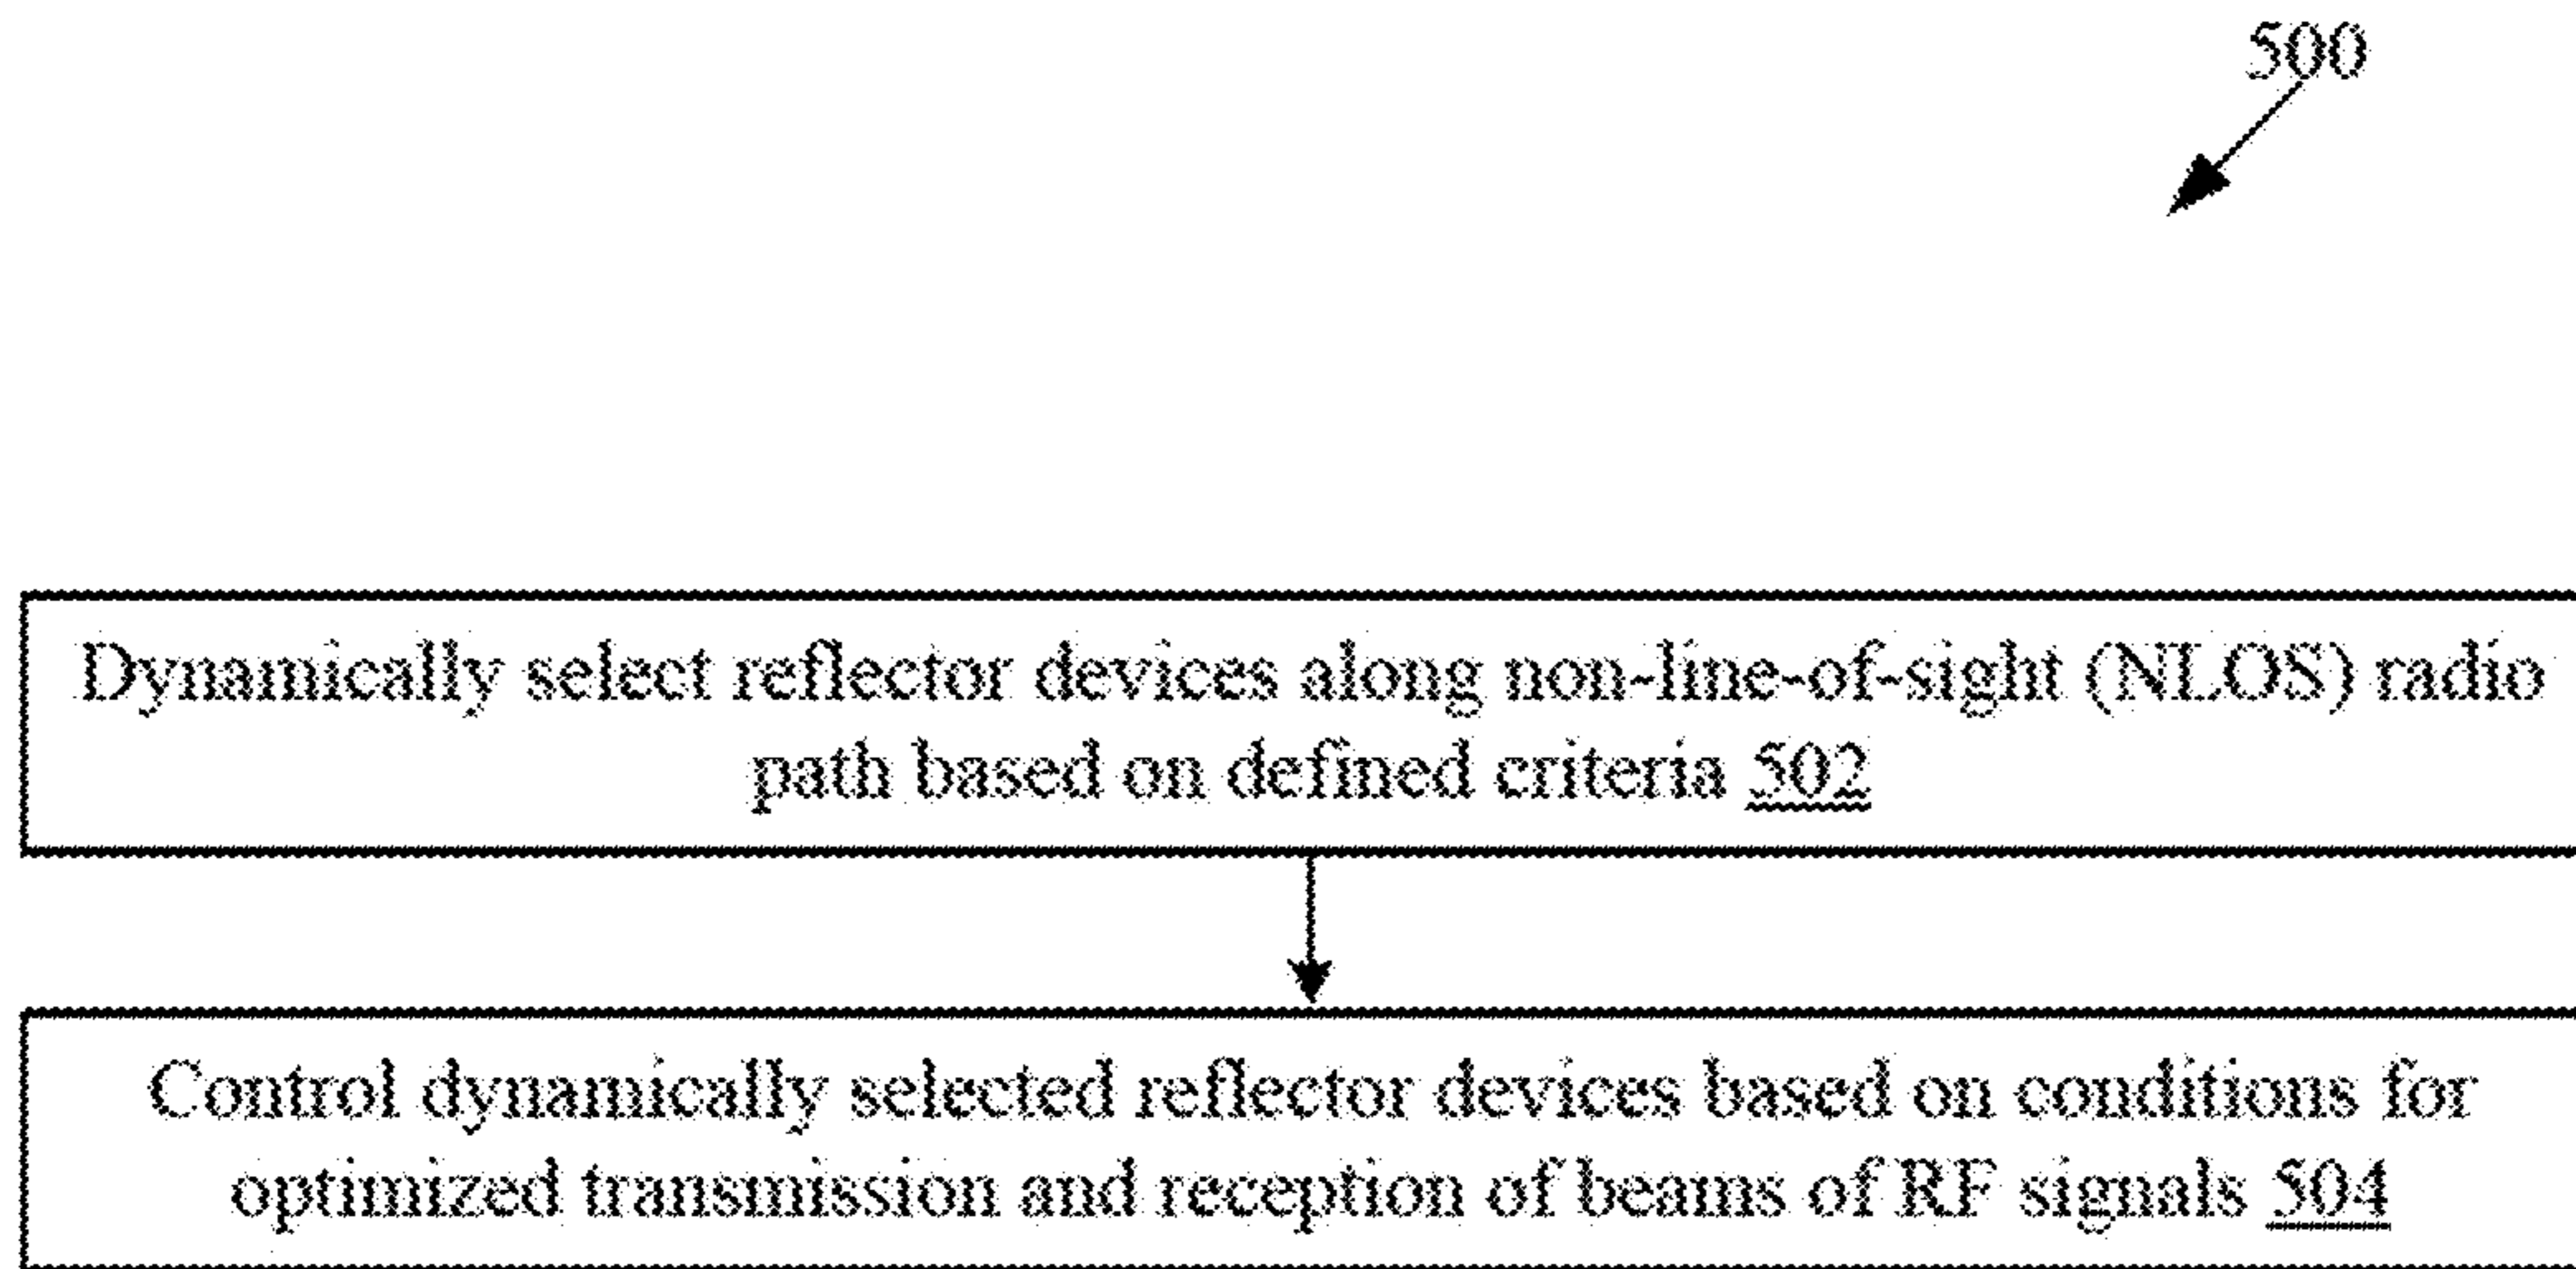 500
Dynamically select reflector devices along non-line-of-sight (NLOS) radio
path based on defined criteria 502
Control dynamically selected reflector devices based on conditions for
optimized transmission and reception of beams of RF signals 504